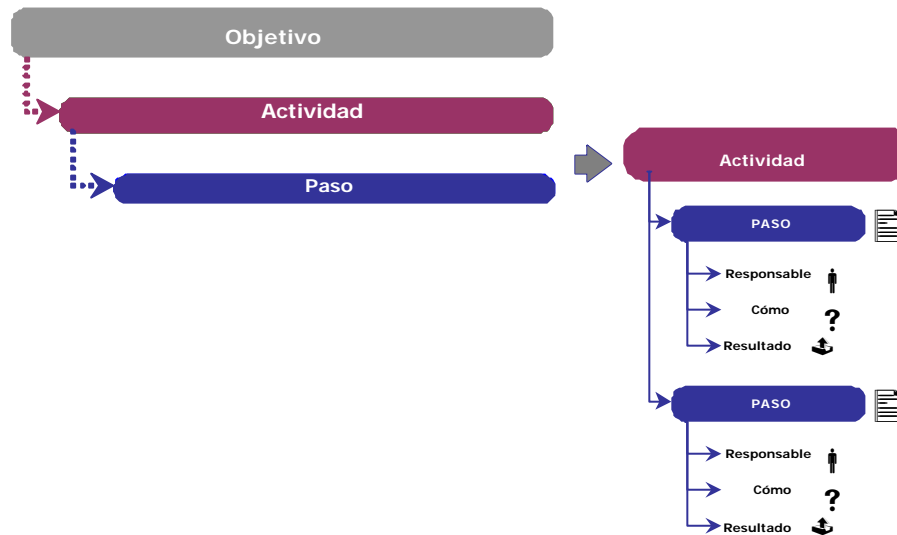 Objetivo
Actividad
Paso
Actividad
PASO
Responsable
Cómo
?
Resultado
PASO
Responsable
Cómo
?
Resultado